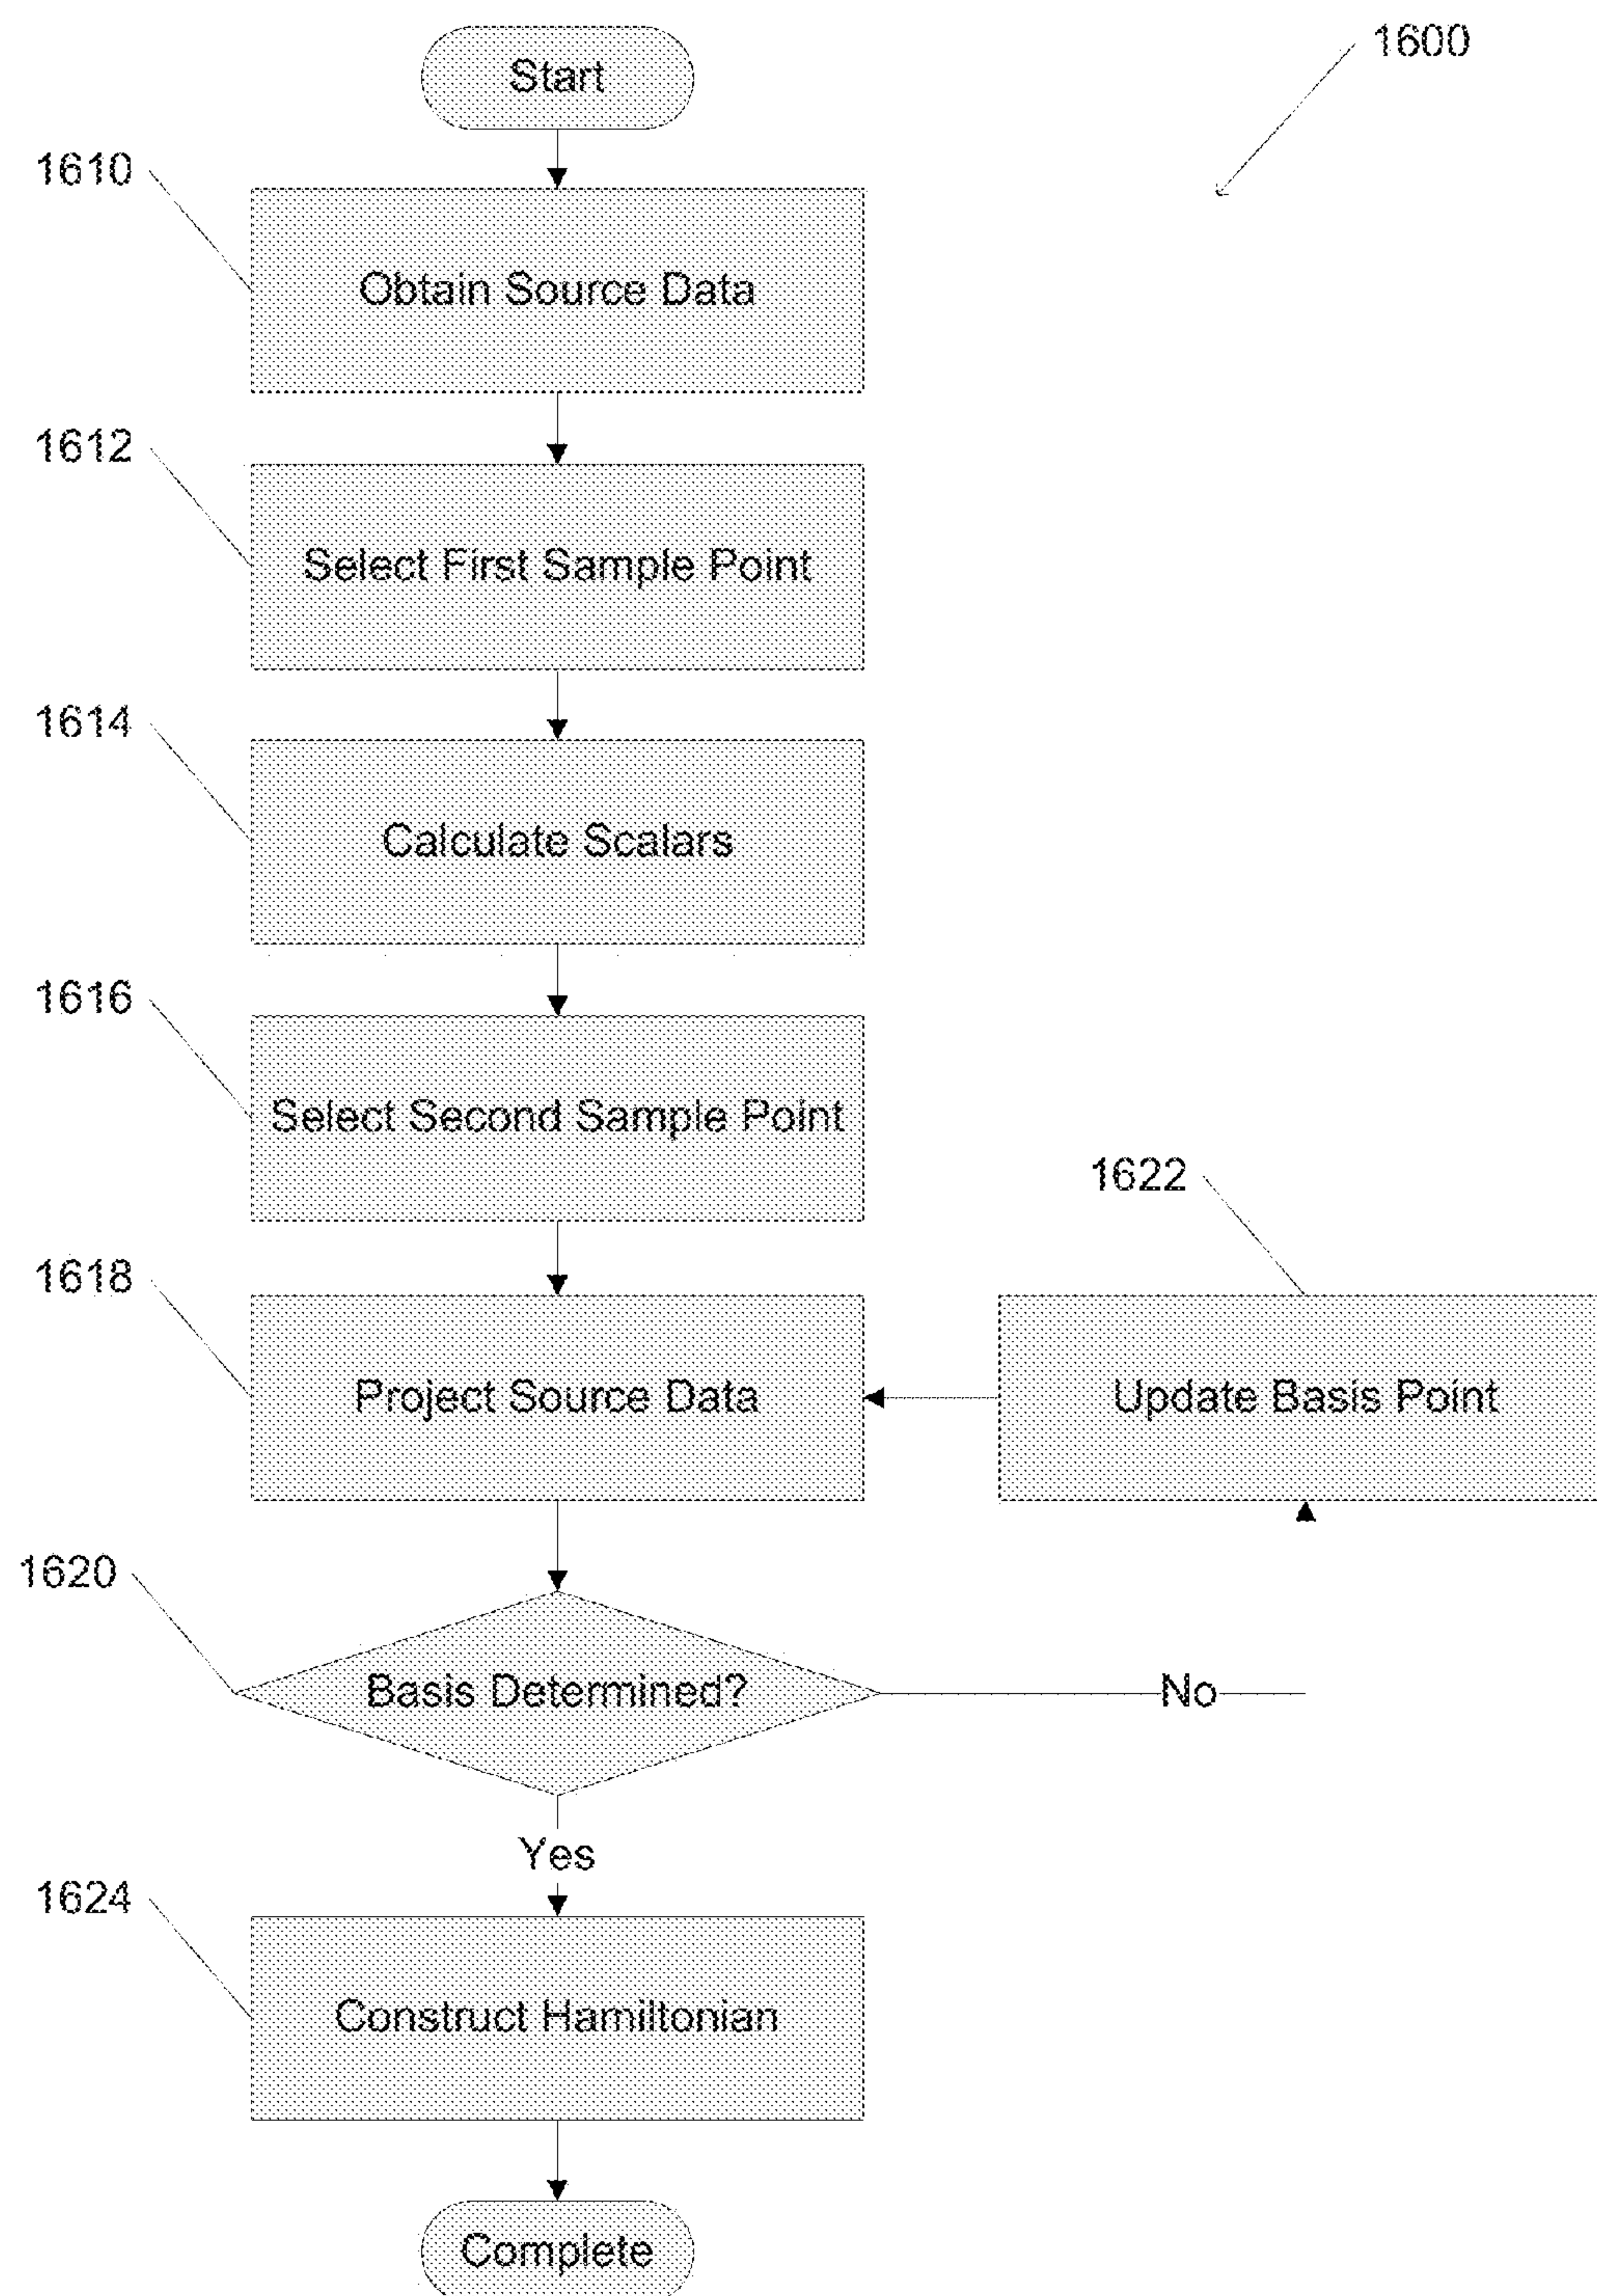 Start
1600
1610
Obtain Source Data
1612
Select First Sample Point
1614
Calculate Scalars
1616
Select Second Sample Point
1622
1618
Project Source Data
Update Basis Point
1620
Basis Determined?
No
Yes
1624
Construct Hamiltonian
Complete